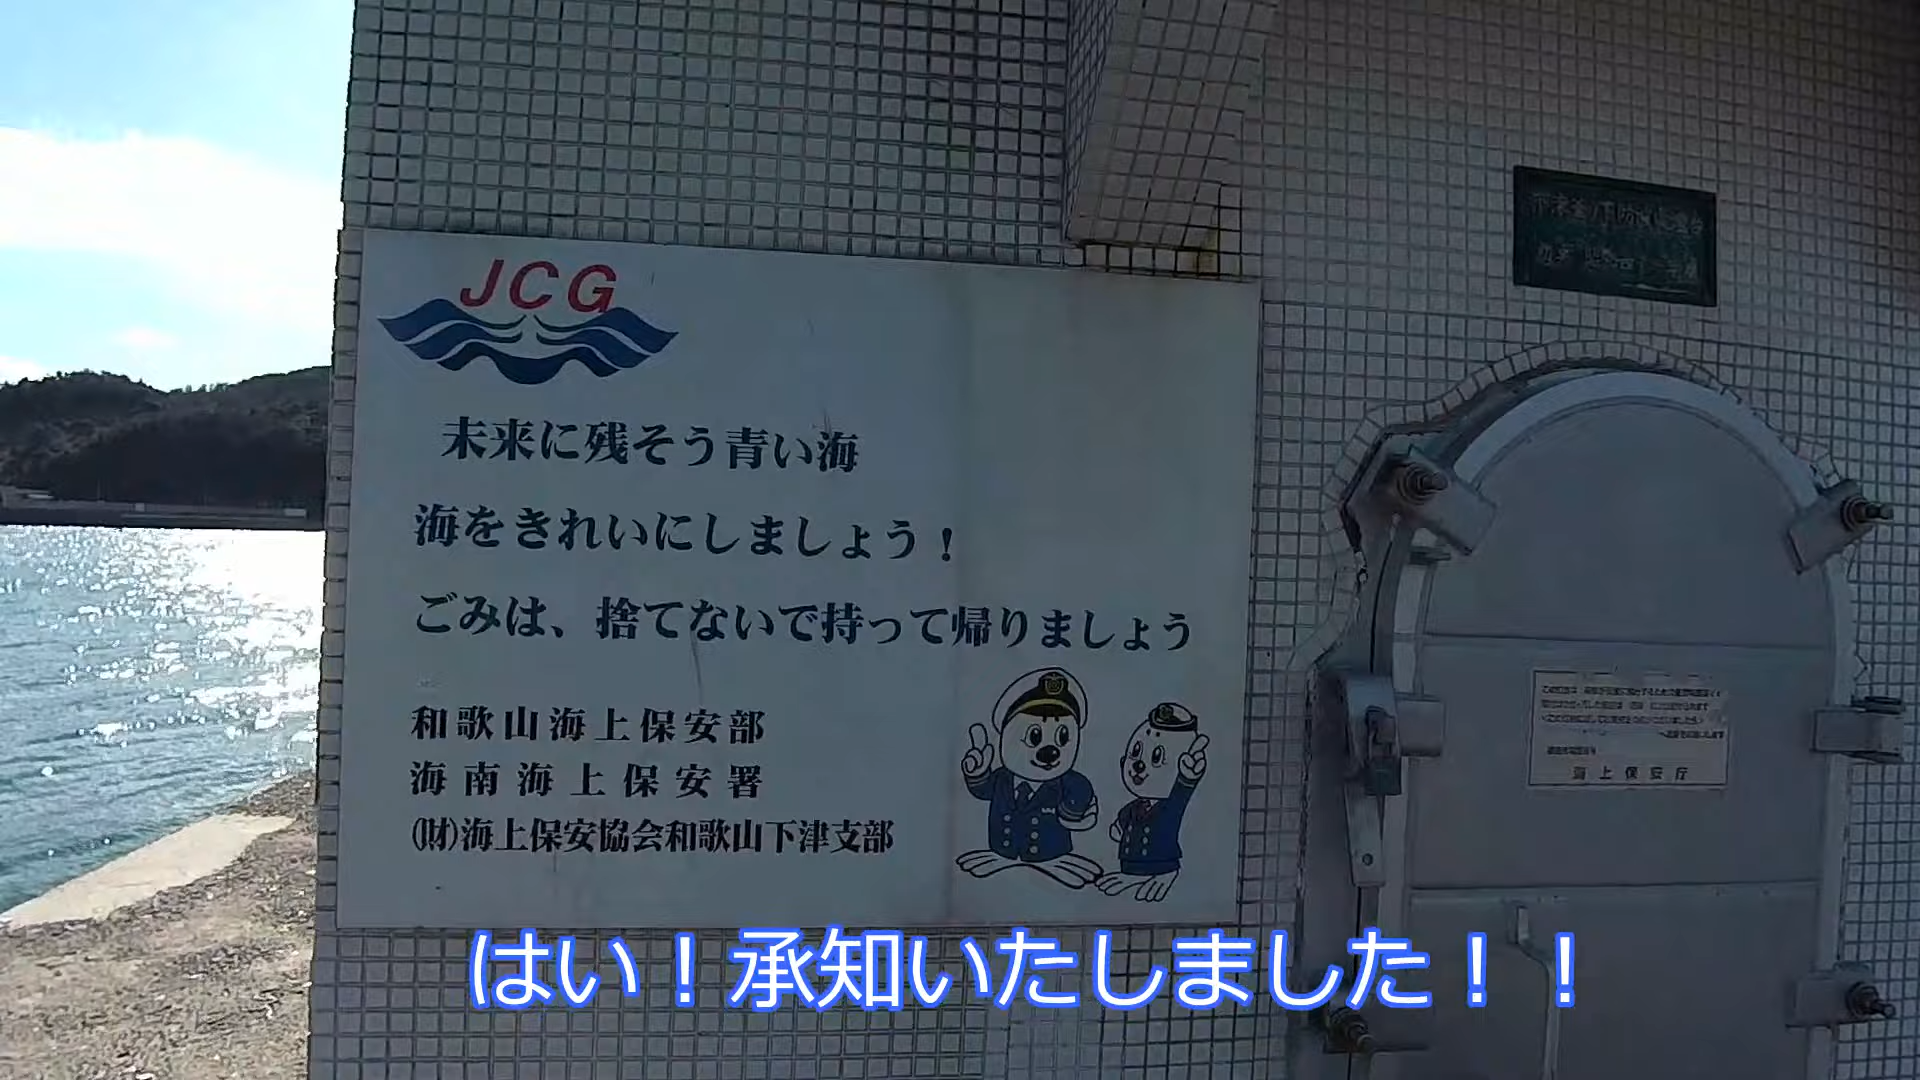 JCG
未来に残そう青い海
海をきれいにしましょう！
ごみは、捨てないで持って帰りましょう
和歌山海上保安部
海南海上保安署
(財)海上保安協会和歌山下津支部
海上保安庁
はい！承知いたしました！！